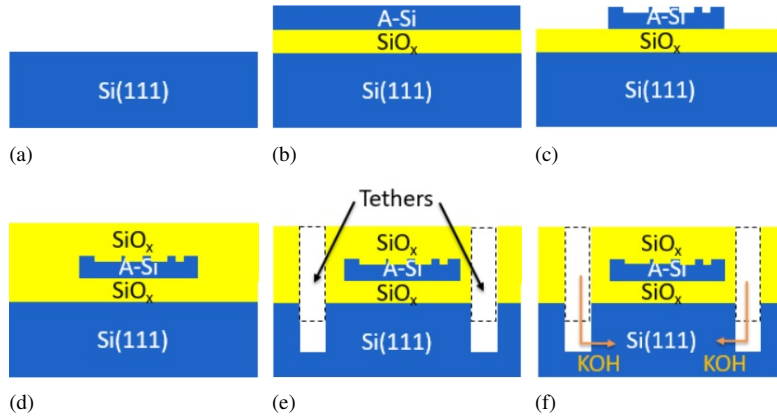 Si(111)
(a)
A-Si
SiOₓ
Si(111)
(b)
A-Si
SiOₓ
Si(111)
(c)
SiOₓ
A-Si
SiOₓ
Si(111)
(d)
Tethers
SiOₓ
A-Si
SiOₓ
Si(111)
(e)
SiOₓ
A-Si
SiOₓ
Si(111)
KOH KOH
(f)